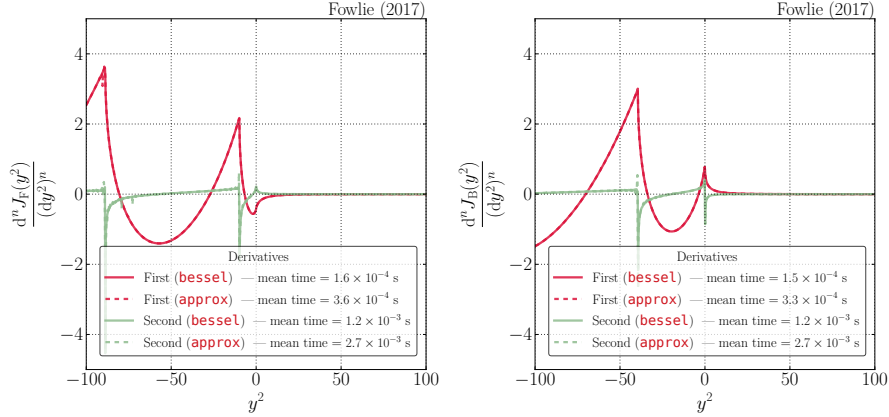 Fowlie (2017)
4
2
0
−2
−4
d^n J_F(y^2)
(dy^2)^n
Derivatives
First (bessel) — mean time = 1.6 × 10^−4 s
First (approx) — mean time = 3.6 × 10^−4 s
Second (bessel) — mean time = 1.2 × 10^−3 s
Second (approx) — mean time = 2.7 × 10^−3 s
−100 −50 0 50 100
y^2
Fowlie (2017)
4
2
0
−2
−4
d^n J_B(y^2)
(dy^2)^n
Derivatives
First (bessel) — mean time = 1.5 × 10^−4 s
First (approx) — mean time = 3.3 × 10^−4 s
Second (bessel) — mean time = 1.2 × 10^−3 s
Second (approx) — mean time = 2.7 × 10^−3 s
−100 −50 0 50 100
y^2